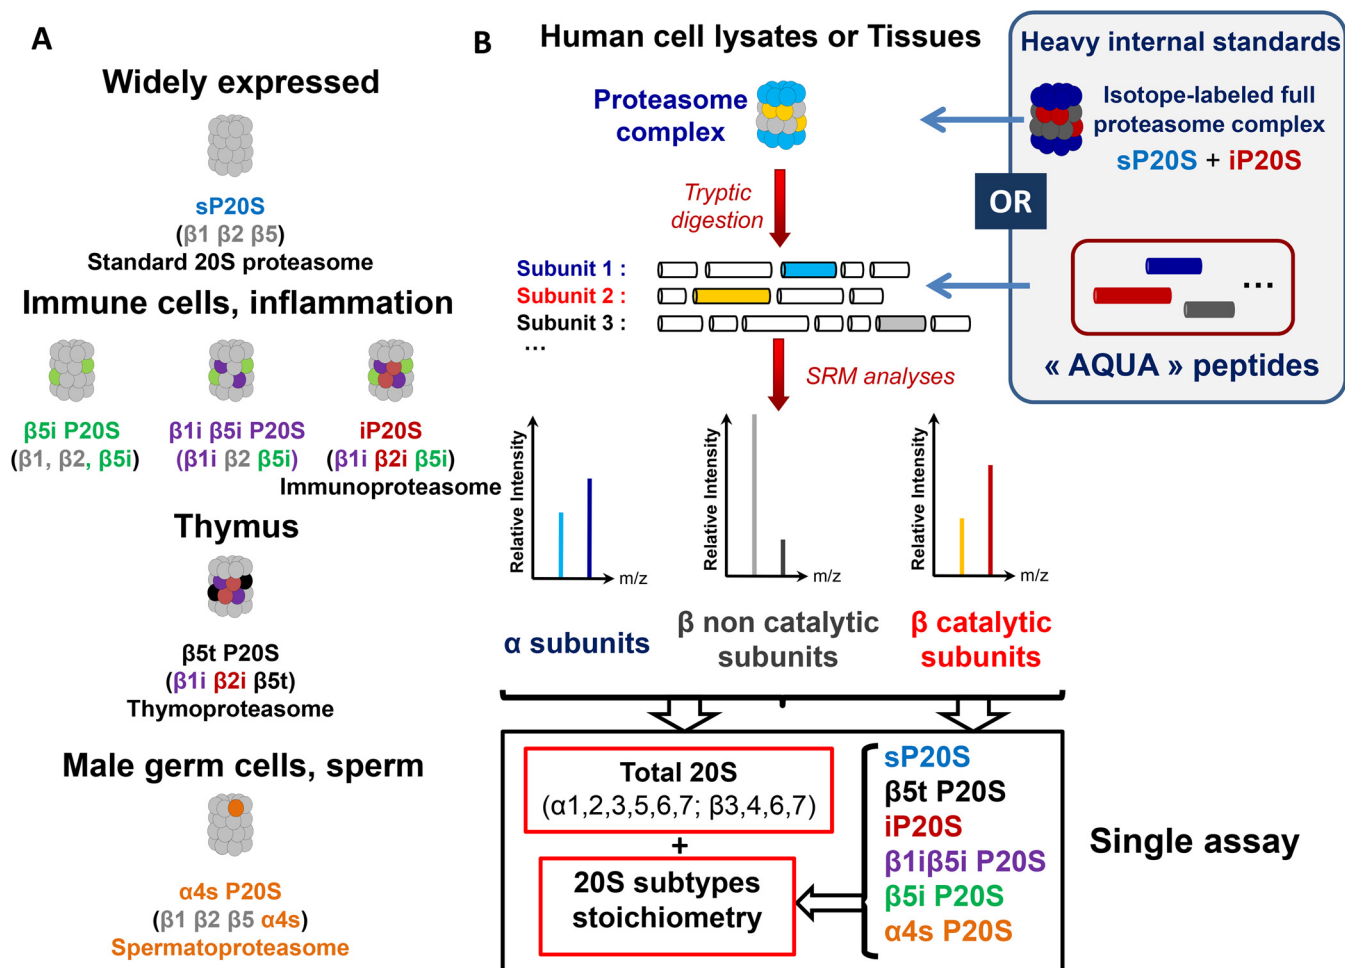 A
Widely expressed
sP20S
(β1 β2 β5)
Standard 20S proteasome
Immune cells, inflammation
β5i P20S
(β1, β2, β5i)
β1i β5i P20S
(β1i β2 β5i)
iP20S
(β1i β2i β5i)
Immunoproteasome
Thymus
β5t P20S
(β1i β2i β5t)
Thymoproteasome
Male germ cells, sperm
α4s P20S
(β1 β2 β5 α4s)
Spermatoproteasome
B
Human cell lysates or Tissues
Proteasome
complex
Tryptic
digestion
Subunit 1 :
Subunit 2 :
Subunit 3 :
...
SRM analyses
Heavy internal standards
Isotope-labeled full
proteasome complex
sP20S + iP20S
OR
...
« AQUA » peptides
Relative Intensity
m/z
α subunits
Relative Intensity
m/z
β non catalytic
subunits
Relative Intensity
m/z
β catalytic
subunits
Total 20S
(α1,2,3,5,6,7; β3,4,6,7)
+
20S subtypes
stoichiometry
sP20S
β5t P20S
iP20S
β1iβ5i P20S
β5i P20S
α4s P20S
Single assay